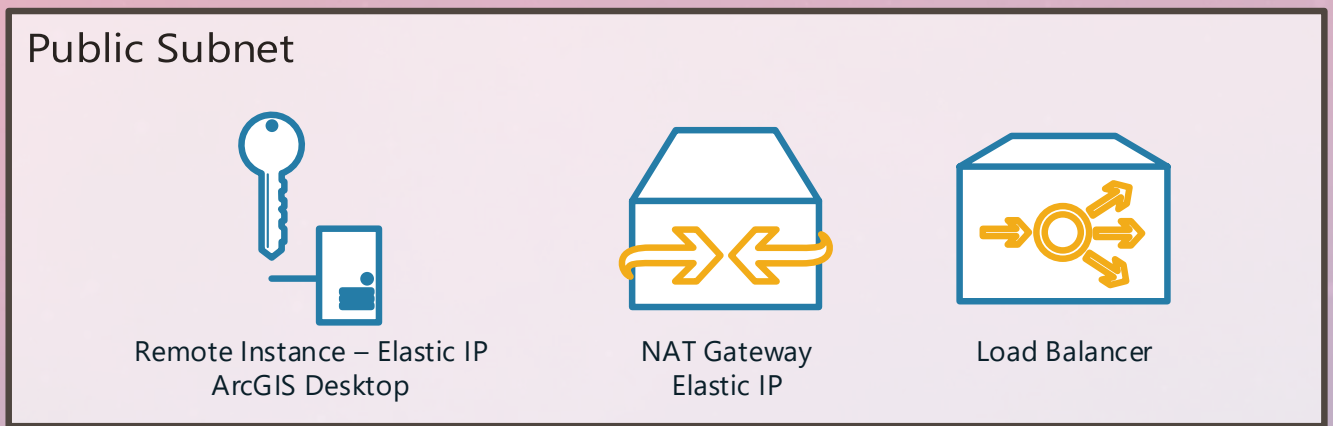 Public Subnet
Remote Instance – Elastic IP
ArcGIS Desktop
NAT Gateway
Elastic IP
Load Balancer